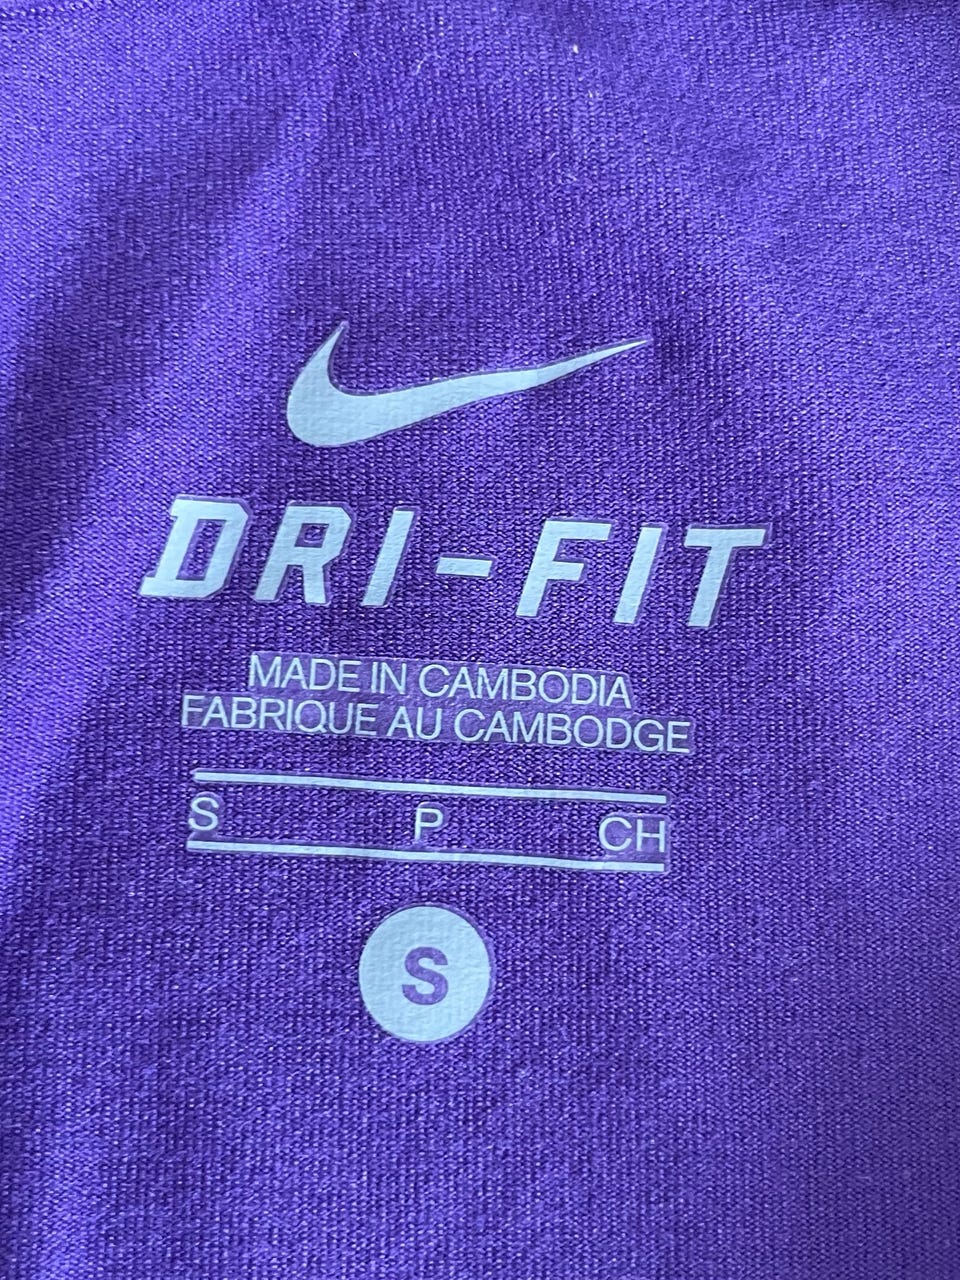 DRI-FIT
MADE IN CAMBODIA
FABRIQUE AU CAMBODGE
S P CH
S